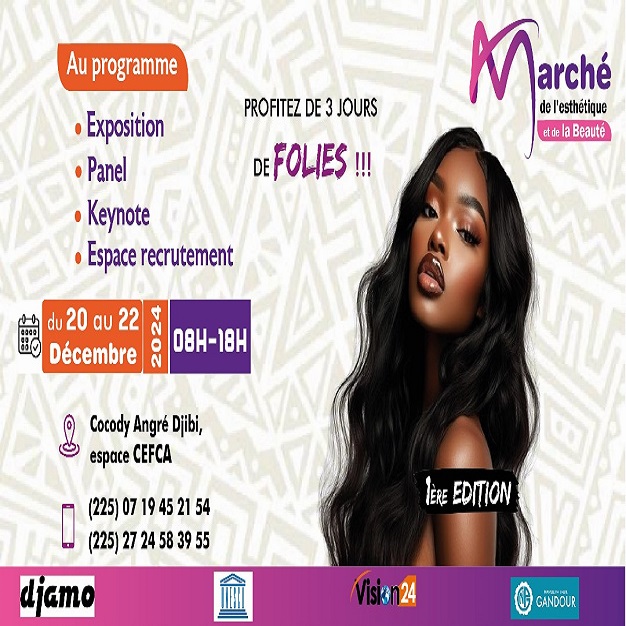 Au programme
• Exposition
• Panel
• Keynote
• Espace recrutement
PROFITEZ DE 3 JOURS
DE FOLIES !!!
Marché
de l'esthétique
et de la Beauté
du 20 au 22
Décembre
2024
08H-18H
Cocody Angré Djibi,
espace CEFCA
(225) 07 19 45 21 54
(225) 27 24 58 39 55
1ÈRE EDITION
djamo
UNESCO
Vision24
GANDOUR